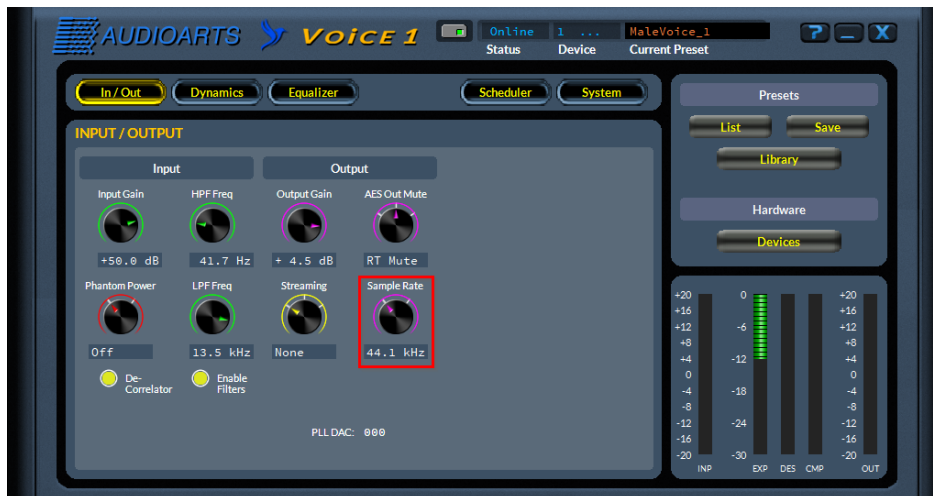 AUDIOARTS VOiCE 1
Online 1 ... MaleVoice_1
Status Device Current Preset
? _ X
In / Out Dynamics Equalizer Scheduler System
INPUT / OUTPUT
Input Output
Input Gain HPF Freq Output Gain AES Out Mute
+50.0 dB 41.7 Hz + 4.5 dB RT Mute
Phantom Power LPF Freq Streaming Sample Rate
Off 13.5 kHz None 44.1 kHz
De-
Correlator
Enable
Filters
PLL DAC: 000
Presets
List Save
Library
Hardware
Devices
+20 0 +20
+16 +16
+12 -6 +12
+8 +8
+4 -12 +4
0 0
-4 -18 -4
-8 -8
-12 -24 -12
-16 -16
-20 -30 -20
INP EXP DES CMP OUT